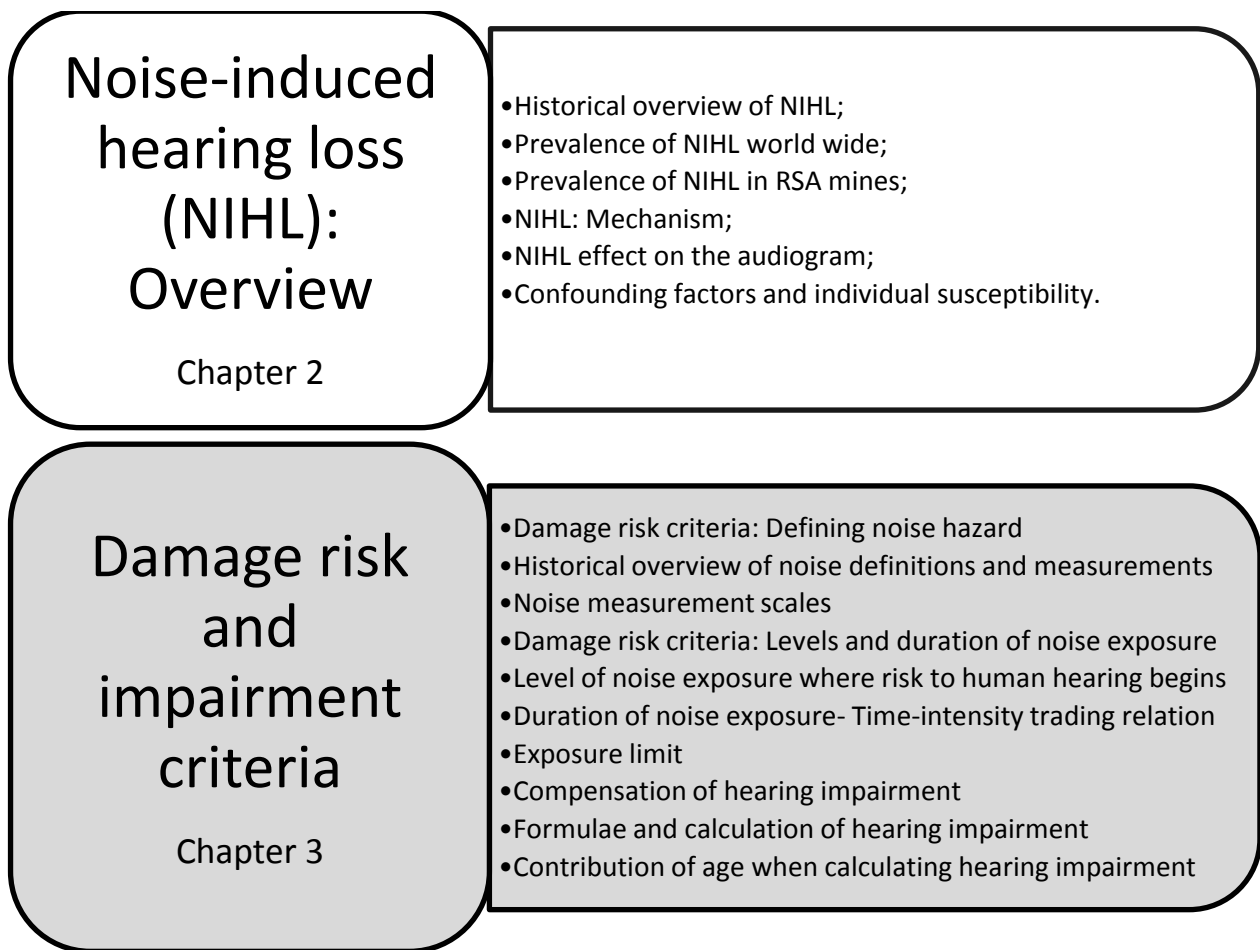 Noise-induced
hearing loss
(NIHL):
Overview
Chapter 2
•Historical overview of NIHL;
•Prevalence of NIHL world wide;
•Prevalence of NIHL in RSA mines;
•NIHL: Mechanism;
•NIHL effect on the audiogram;
•Confounding factors and individual susceptibility.
Damage risk
and
impairment
criteria
Chapter 3
•Damage risk criteria: Defining noise hazard
•Historical overview of noise definitions and measurements
•Noise measurement scales
•Damage risk criteria: Levels and duration of noise exposure
•Level of noise exposure where risk to human hearing begins
•Duration of noise exposure- Time-intensity trading relation
•Exposure limit
•Compensation of hearing impairment
•Formulae and calculation of hearing impairment
•Contribution of age when calculating hearing impairment